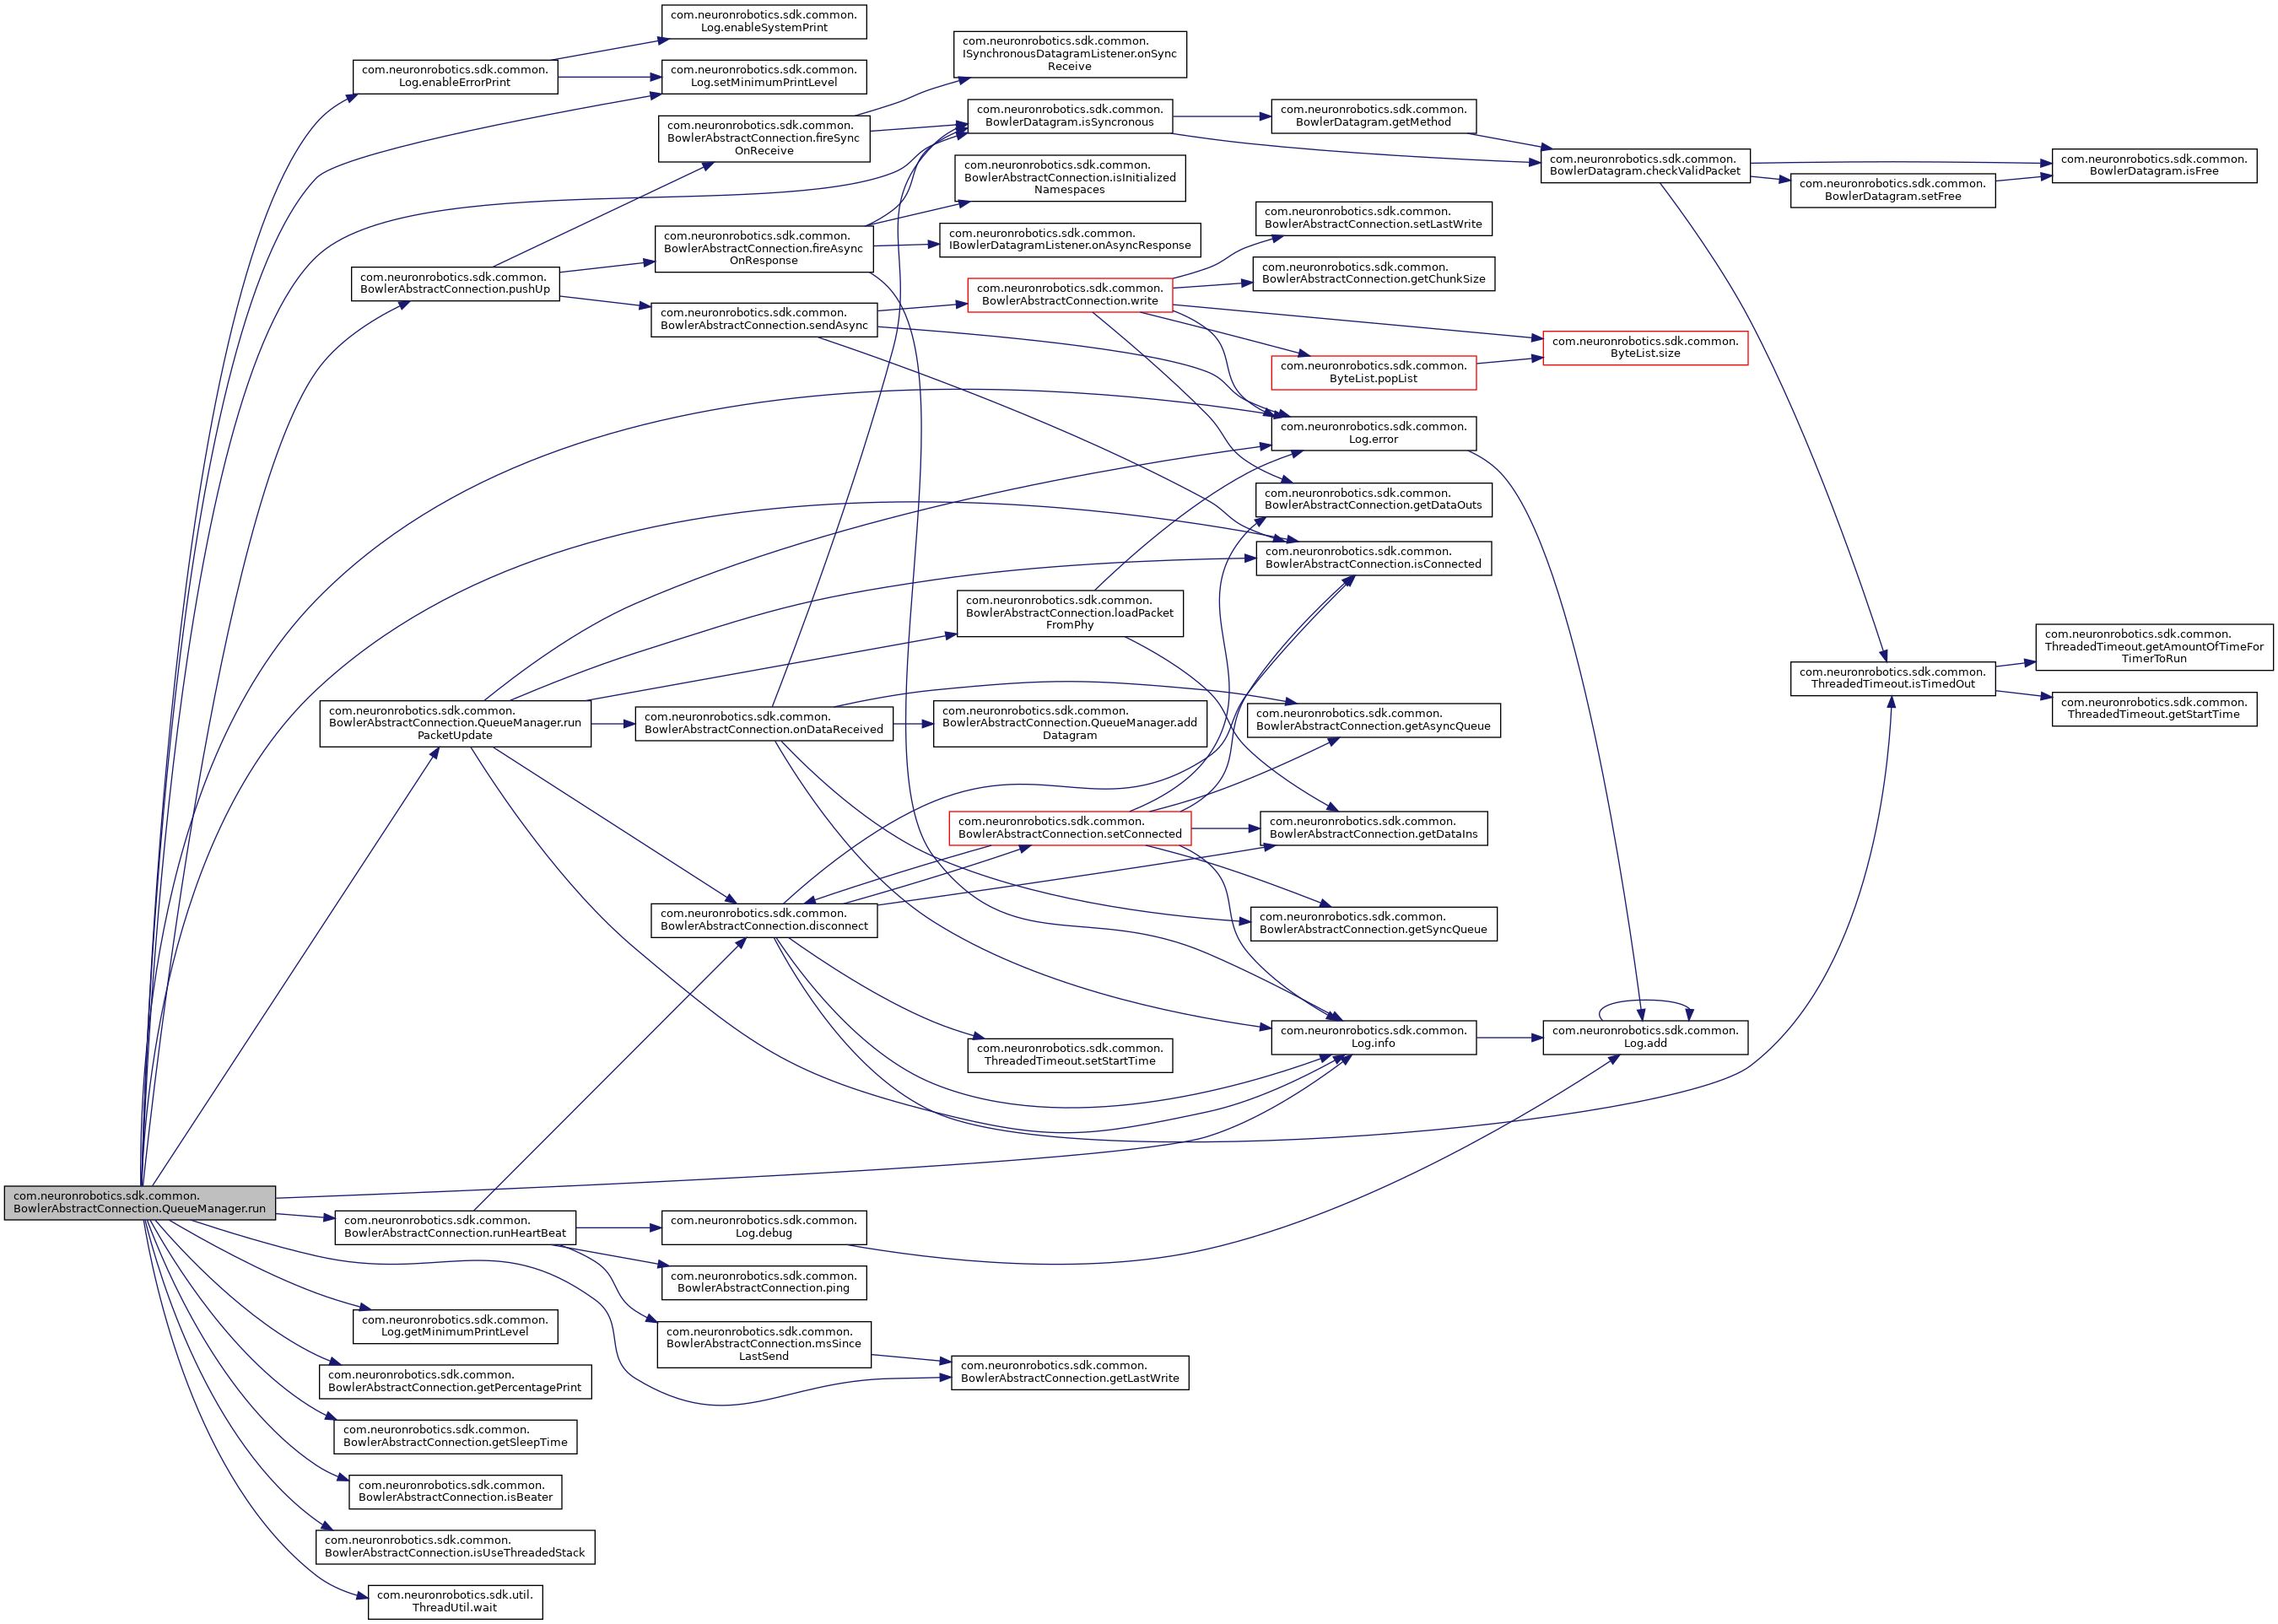 com.neuronrobotics.sdk.common.
Log.enableSystemPrint
com.neuronrobotics.sdk.common.
ISynchronousDatagramListener.onSync
Receive
com.neuronrobotics.sdk.common.
Log.enableErrorPrint
com.neuronrobotics.sdk.common.
Log.setMinimumPrintLevel
com.neuronrobotics.sdk.common.
BowlerAbstractConnection.fireSync
OnReceive
com.neuronrobotics.sdk.common.
BowlerDatagram.isSyncronous
com.neuronrobotics.sdk.common.
BowlerDatagram.getMethod
com.neuronrobotics.sdk.common.
BowlerDatagram.checkValidPacket
com.neuronrobotics.sdk.common.
BowlerDatagram.isFree
com.neuronrobotics.sdk.common.
BowlerAbstractConnection.isInitialized
Namespaces
com.neuronrobotics.sdk.common.
BowlerDatagram.setFree
com.neuronrobotics.sdk.common.
BowlerAbstractConnection.setLastWrite
com.neuronrobotics.sdk.common.
BowlerAbstractConnection.fireAsync
OnResponse
com.neuronrobotics.sdk.common.
IBowlerDatagramListener.onAsyncResponse
com.neuronrobotics.sdk.common.
BowlerAbstractConnection.getChunkSize
com.neuronrobotics.sdk.common.
BowlerAbstractConnection.pushUp
com.neuronrobotics.sdk.common.
BowlerAbstractConnection.write
com.neuronrobotics.sdk.common.
BowlerAbstractConnection.sendAsync
com.neuronrobotics.sdk.common.
ByteList.size
com.neuronrobotics.sdk.common.
ByteList.popList
com.neuronrobotics.sdk.common.
Log.error
com.neuronrobotics.sdk.common.
BowlerAbstractConnection.getDataOuts
com.neuronrobotics.sdk.common.
BowlerAbstractConnection.isConnected
com.neuronrobotics.sdk.common.
BowlerAbstractConnection.loadPacket
FromPhy
com.neuronrobotics.sdk.common.
ThreadedTimeout.getAmountOfTimeFor
TimerToRun
com.neuronrobotics.sdk.common.
ThreadedTimeout.isTimedOut
com.neuronrobotics.sdk.common.
ThreadedTimeout.getStartTime
com.neuronrobotics.sdk.common.
BowlerAbstractConnection.QueueManager.run
PacketUpdate
com.neuronrobotics.sdk.common.
BowlerAbstractConnection.onDataReceived
com.neuronrobotics.sdk.common.
BowlerAbstractConnection.QueueManager.add
Datagram
com.neuronrobotics.sdk.common.
BowlerAbstractConnection.getAsyncQueue
com.neuronrobotics.sdk.common.
BowlerAbstractConnection.setConnected
com.neuronrobotics.sdk.common.
BowlerAbstractConnection.getDataIns
com.neuronrobotics.sdk.common.
BowlerAbstractConnection.disconnect
com.neuronrobotics.sdk.common.
BowlerAbstractConnection.getSyncQueue
com.neuronrobotics.sdk.common.
ThreadedTimeout.setStartTime
com.neuronrobotics.sdk.common.
Log.info
com.neuronrobotics.sdk.common.
Log.add
com.neuronrobotics.sdk.common.
BowlerAbstractConnection.QueueManager.run
com.neuronrobotics.sdk.common.
BowlerAbstractConnection.runHeartBeat
com.neuronrobotics.sdk.common.
Log.debug
com.neuronrobotics.sdk.common.
BowlerAbstractConnection.ping
com.neuronrobotics.sdk.common.
Log.getMinimumPrintLevel
com.neuronrobotics.sdk.common.
BowlerAbstractConnection.msSince
LastSend
com.neuronrobotics.sdk.common.
BowlerAbstractConnection.getLastWrite
com.neuronrobotics.sdk.common.
BowlerAbstractConnection.getPercentagePrint
com.neuronrobotics.sdk.common.
BowlerAbstractConnection.getSleepTime
com.neuronrobotics.sdk.common.
BowlerAbstractConnection.isBeater
com.neuronrobotics.sdk.common.
BowlerAbstractConnection.isUseThreadedStack
com.neuronrobotics.sdk.util.
ThreadUtil.wait